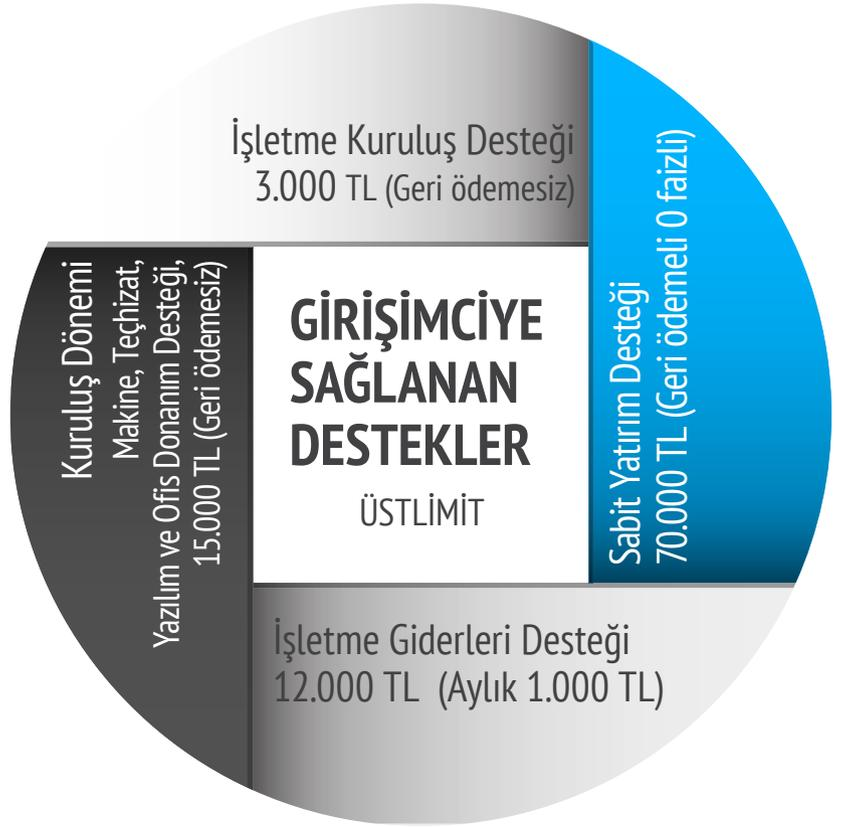 İşletme Kuruluş Desteği
3.000 TL (Geri ödemesiz)
Kuruluş Dönemi
Makine, Teçhizat,
Yazılım ve Ofis Donanım Desteği,
15.000 TL (Geri ödemesiz)
GİRİŞİMCİYE
SAĞLANAN
DESTEKLER
ÜSTLİMİT
Sabit Yatırım Desteği
70.000 TL (Geri ödemeli 0 faizli)
İşletme Giderleri Desteği
12.000 TL (Aylık 1.000 TL)